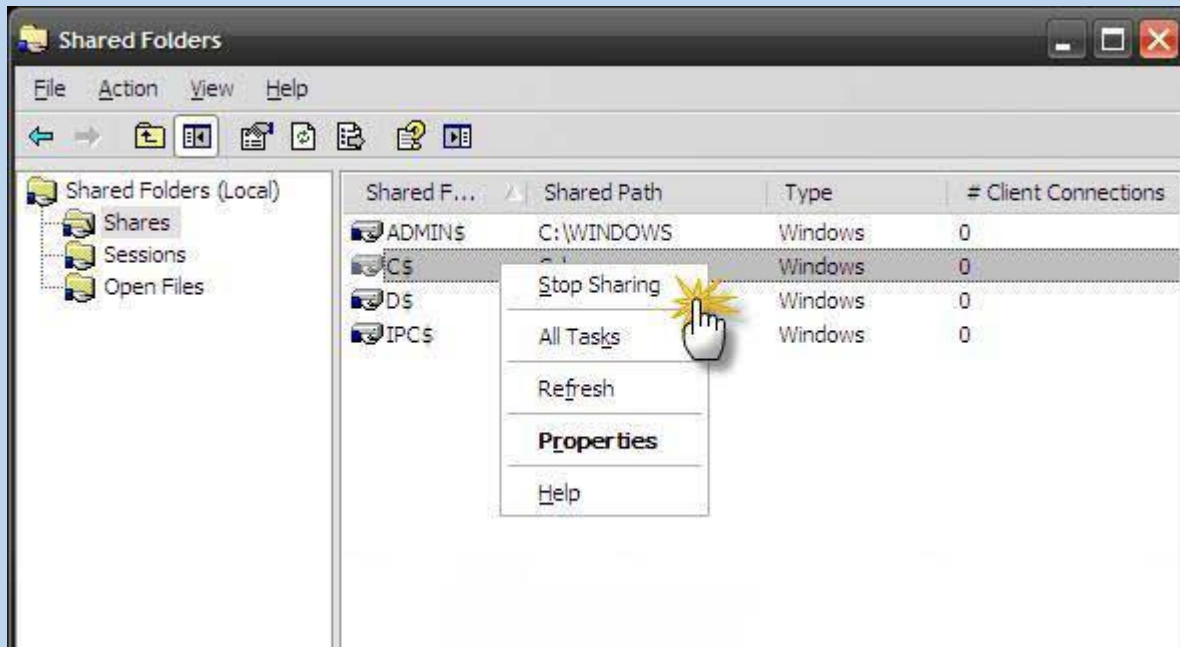 Shared Folders
File Action View Help
Shared Folders (Local)
Shares
Sessions
Open Files
Shared F... Shared Path Type # Client Connections
ADMIN$ C:\WINDOWS Windows 0
C$ Windows 0
D$ Windows 0
IPC$ Windows 0
Stop Sharing
All Tasks
Refresh
Properties
Help